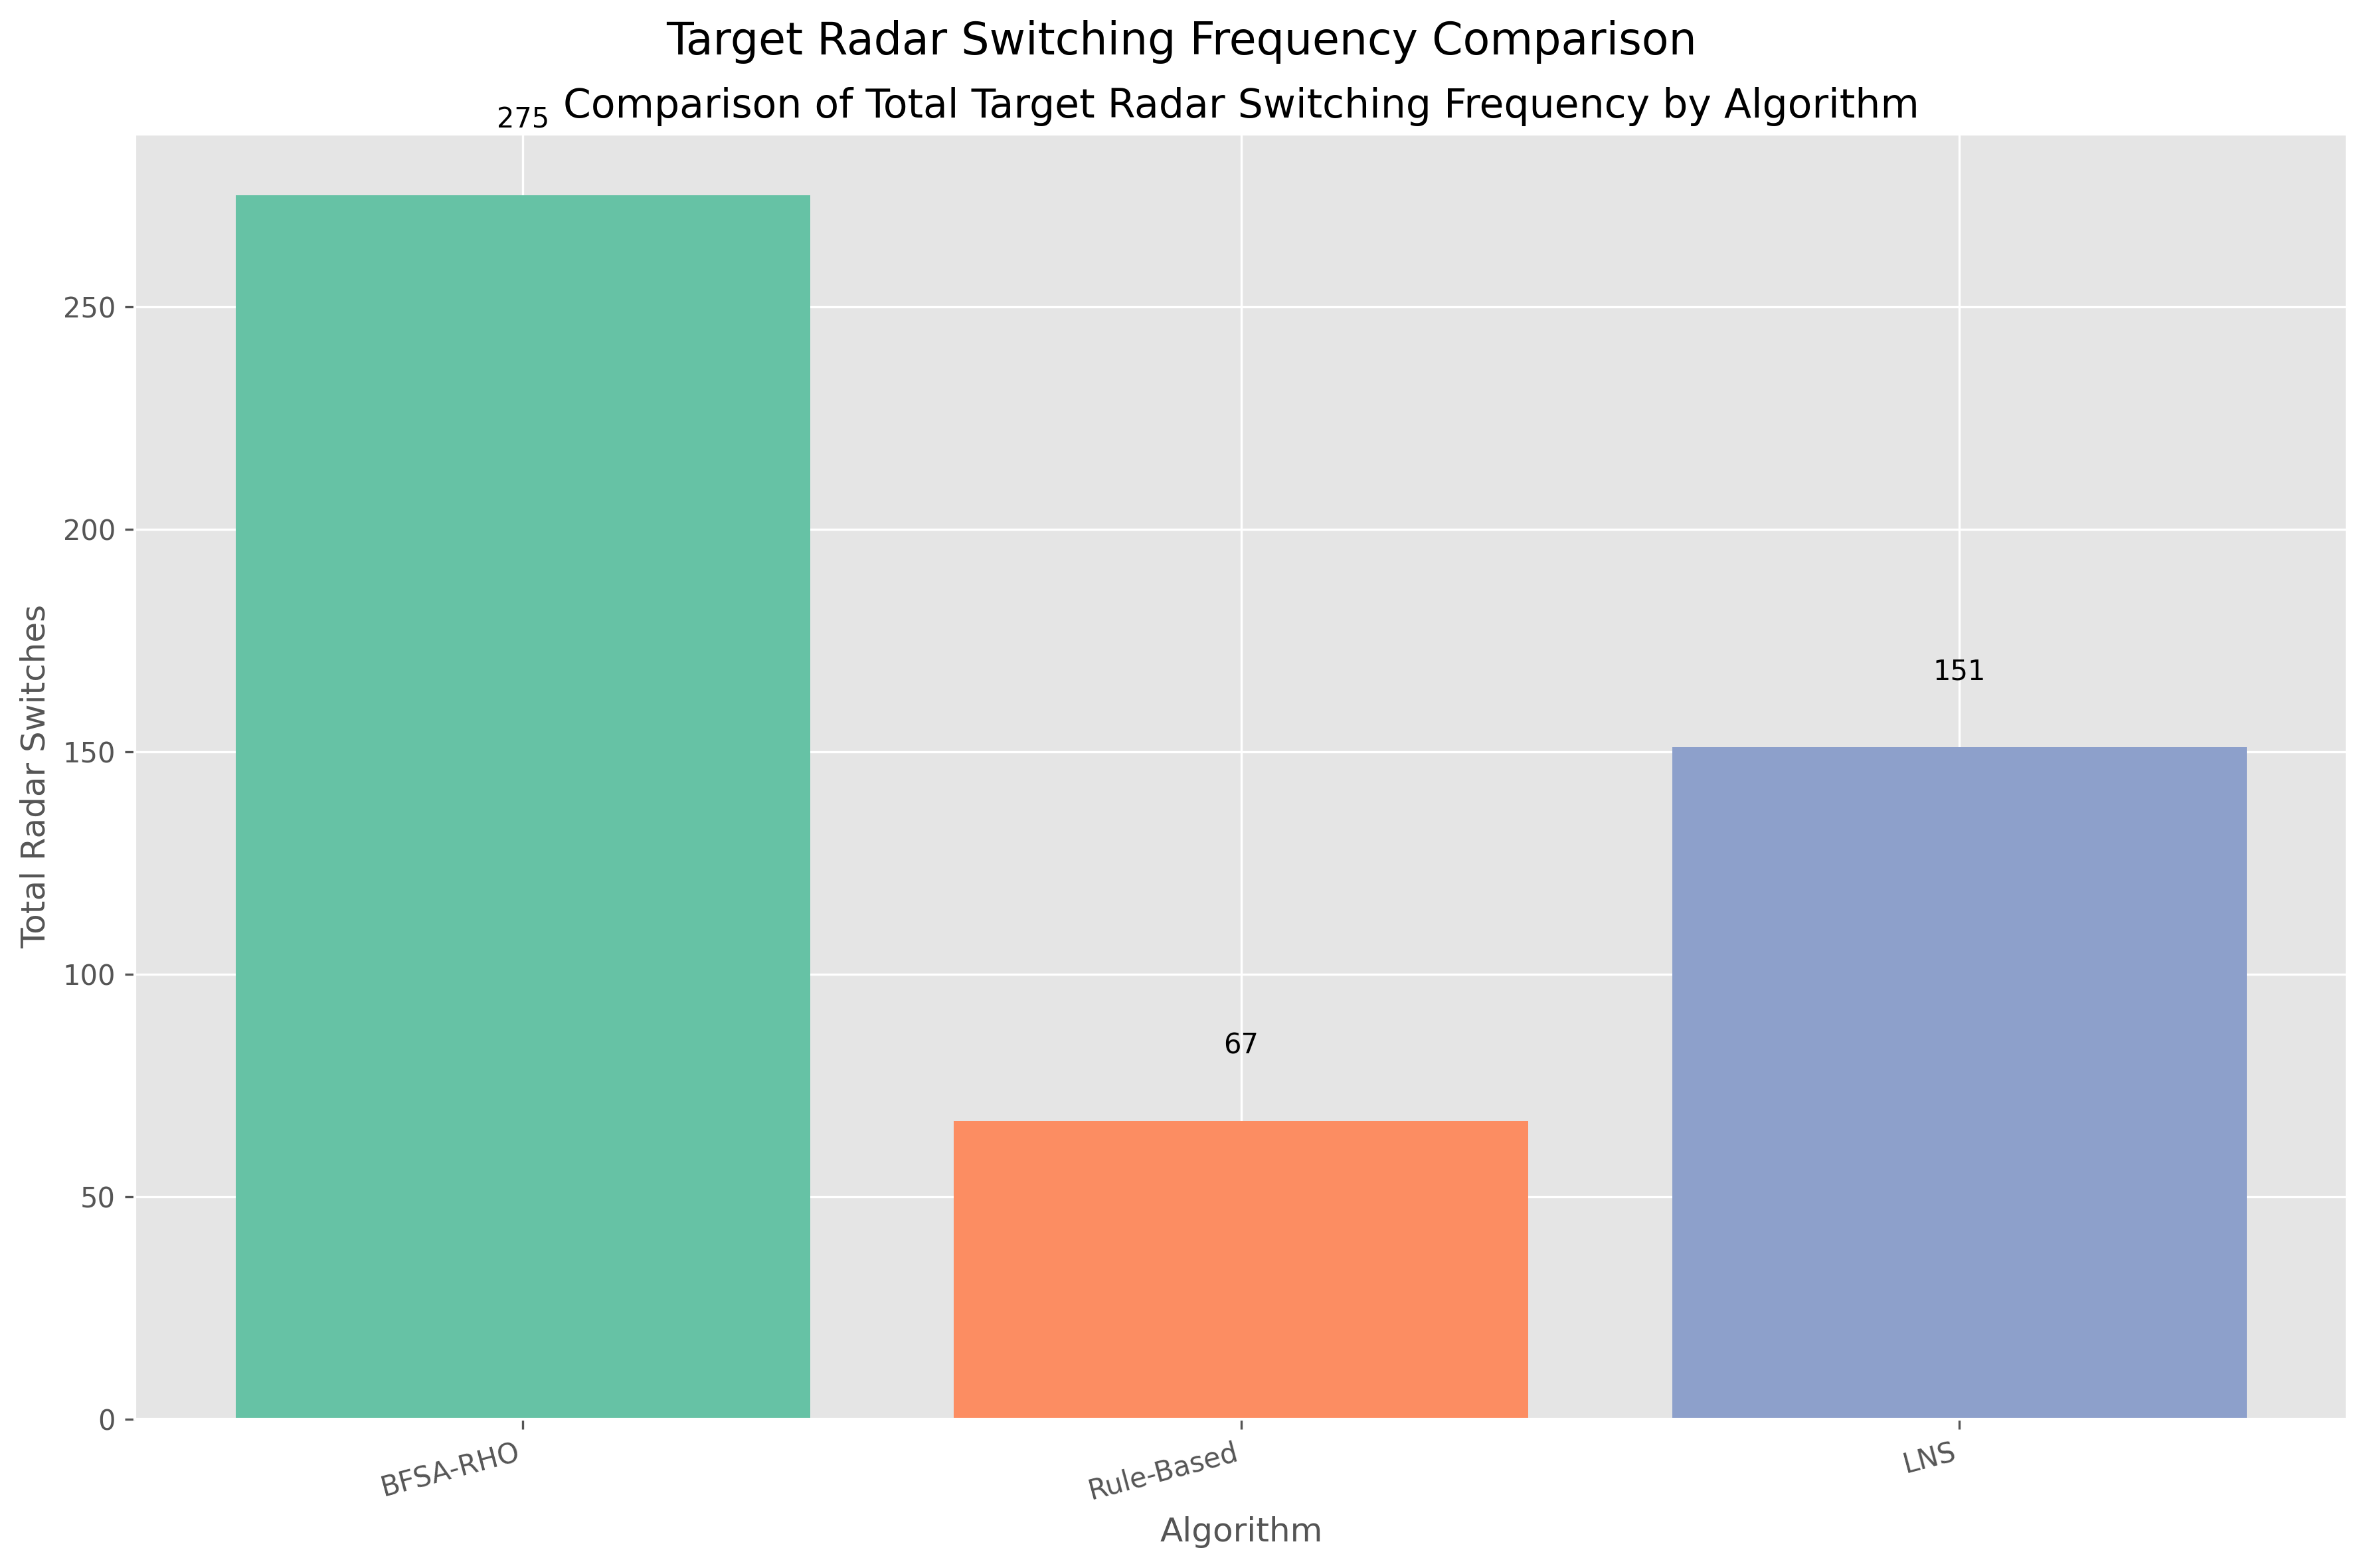 Target Radar Switching Frequency Comparison
Comparison of Total Target Radar Switching Frequency by Algorithm
275
67
151
Total Radar Switches
250
200
150
100
50
0
BFSA-RHO
Rule-Based
LNS
Algorithm